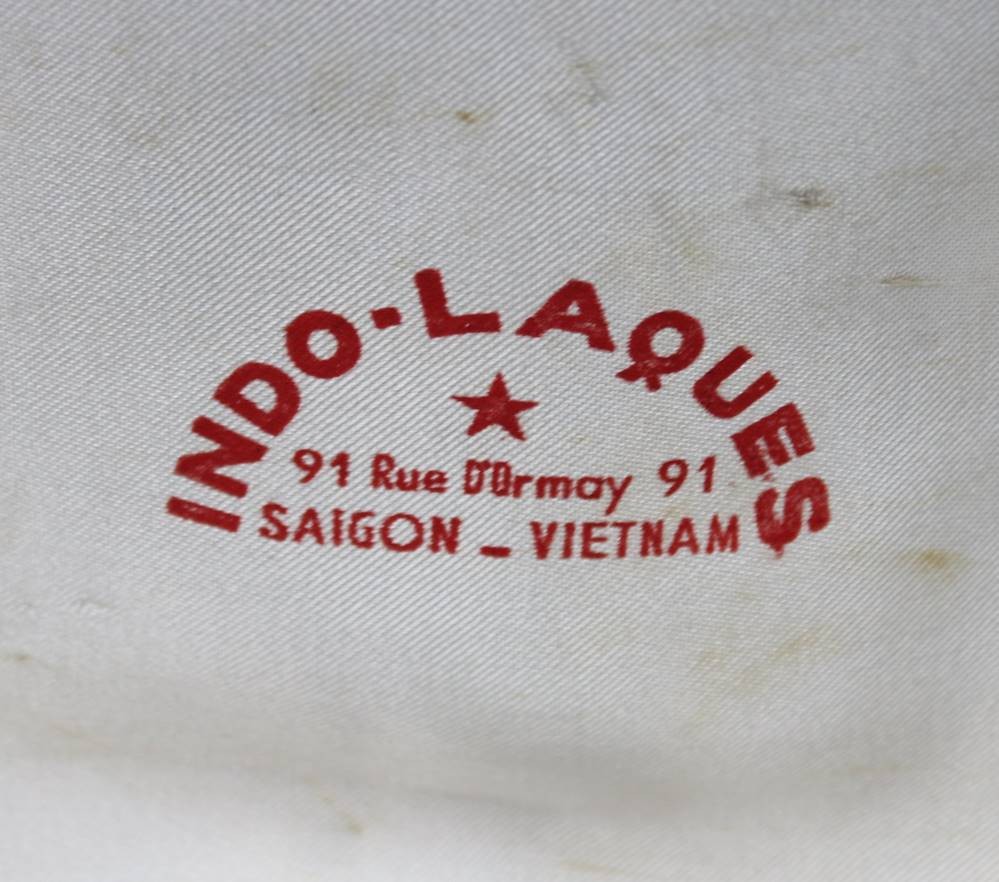 INDO-LAQUES
91 Rue D'Ormay 91
SAIGON - VIETNAM